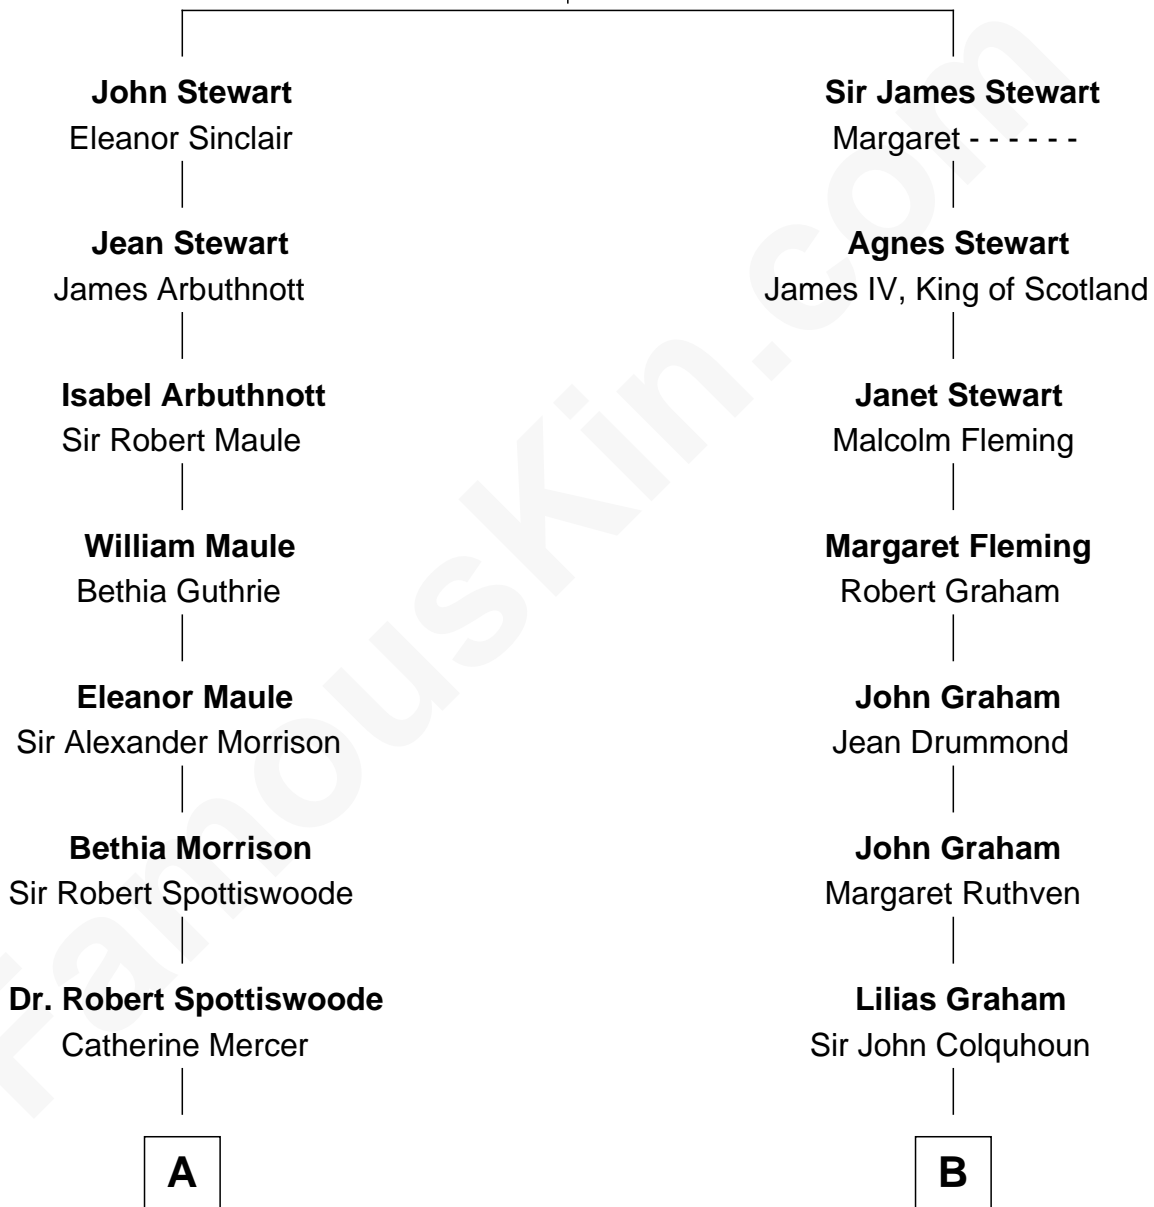 John Stewart
Eleanor Sinclair
Jean Stewart
James Arbuthnott
Isabel Arbuthnott
Sir Robert Maule
William Maule
Bethia Guthrie
Eleanor Maule
Sir Alexander Morrison
Bethia Morrison
Sir Robert Spottiswoode
Dr. Robert Spottiswoode
Catherine Mercer
A
Sir James Stewart
Margaret - - - - - -
Agnes Stewart
James IV, King of Scotland
Janet Stewart
Malcolm Fleming
Margaret Fleming
Robert Graham
John Graham
Jean Drummond
John Graham
Margaret Ruthven
Lilias Graham
Sir John Colquhoun
B
FamousKin.com